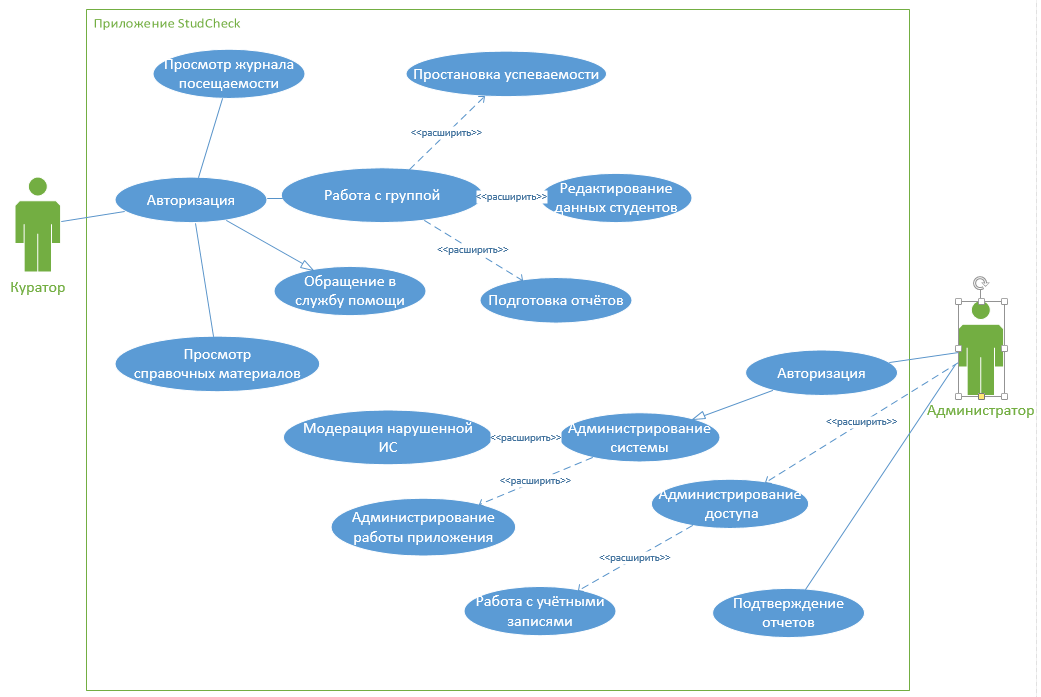 Приложение StudCheck
Просмотр журнала
посещаемости
Простановка успеваемости
<<расширить>>
Авторизация
Работа с группой
<<расширить>>
Редактирование
данных студентов
<<расширить>>
Куратор
Обращение в
службу помощи
Подготовка отчётов
Просмотр
справочных материалов
Авторизация
Администратор
<<расширить>>
Модерация нарушенной
ИС
<<расширить>>
Администрирование
системы
<<расширить>>
Администрирование
доступа
Администрирование
работы приложения
<<расширить>>
Работа с учётными
записями
Подтверждение
отчетов